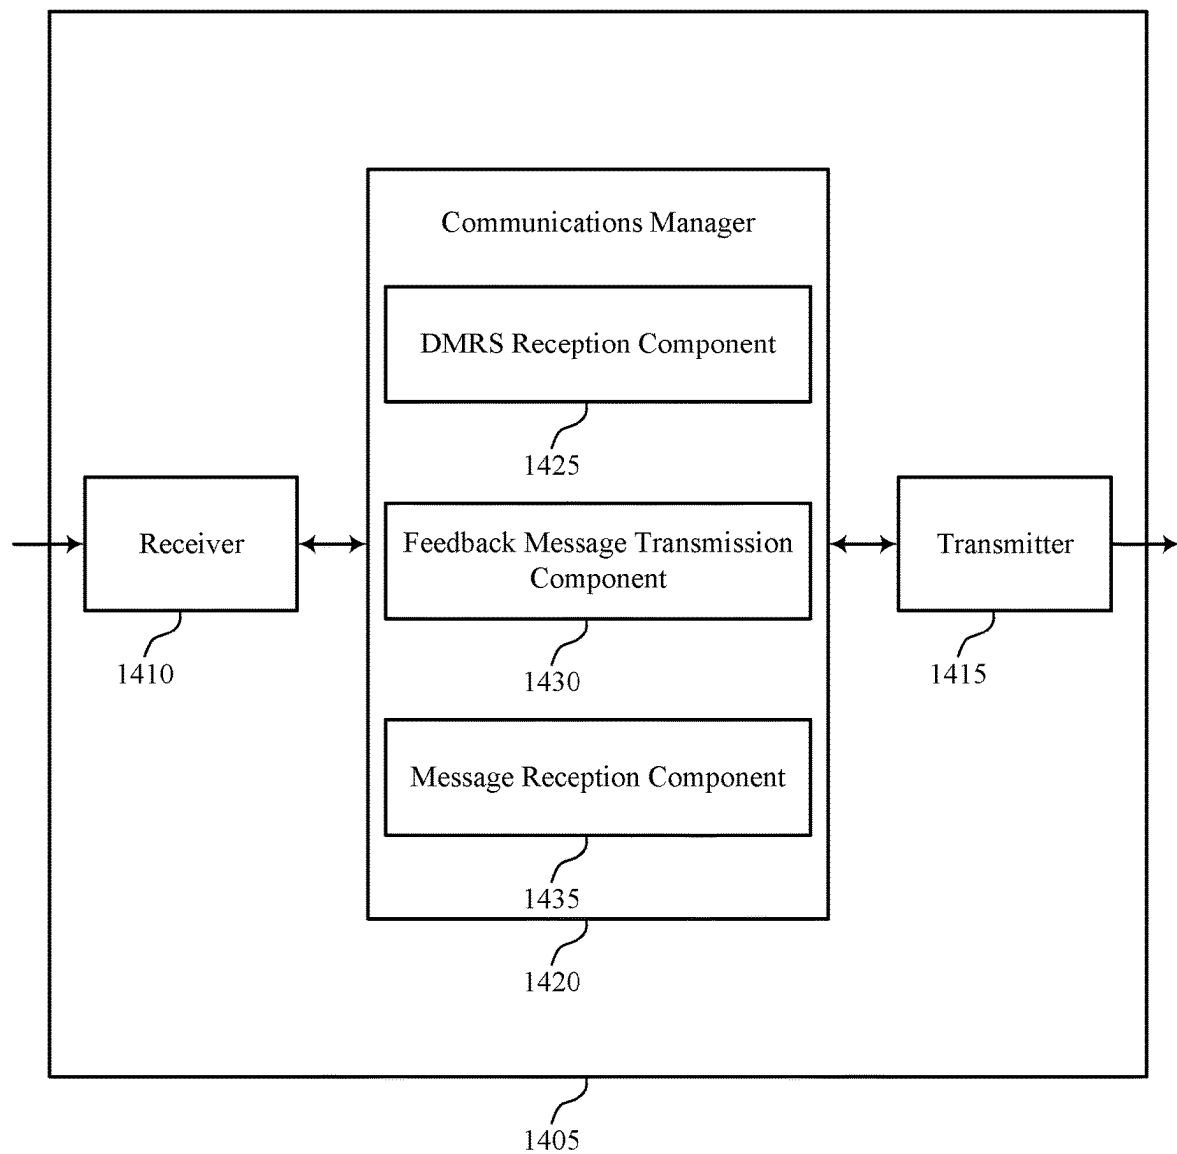 Communications Manager
DMRS Reception Component
1425
Receiver
1410
Feedback Message Transmission
Component
1430
Transmitter
1415
Message Reception Component
1435
1420
1405